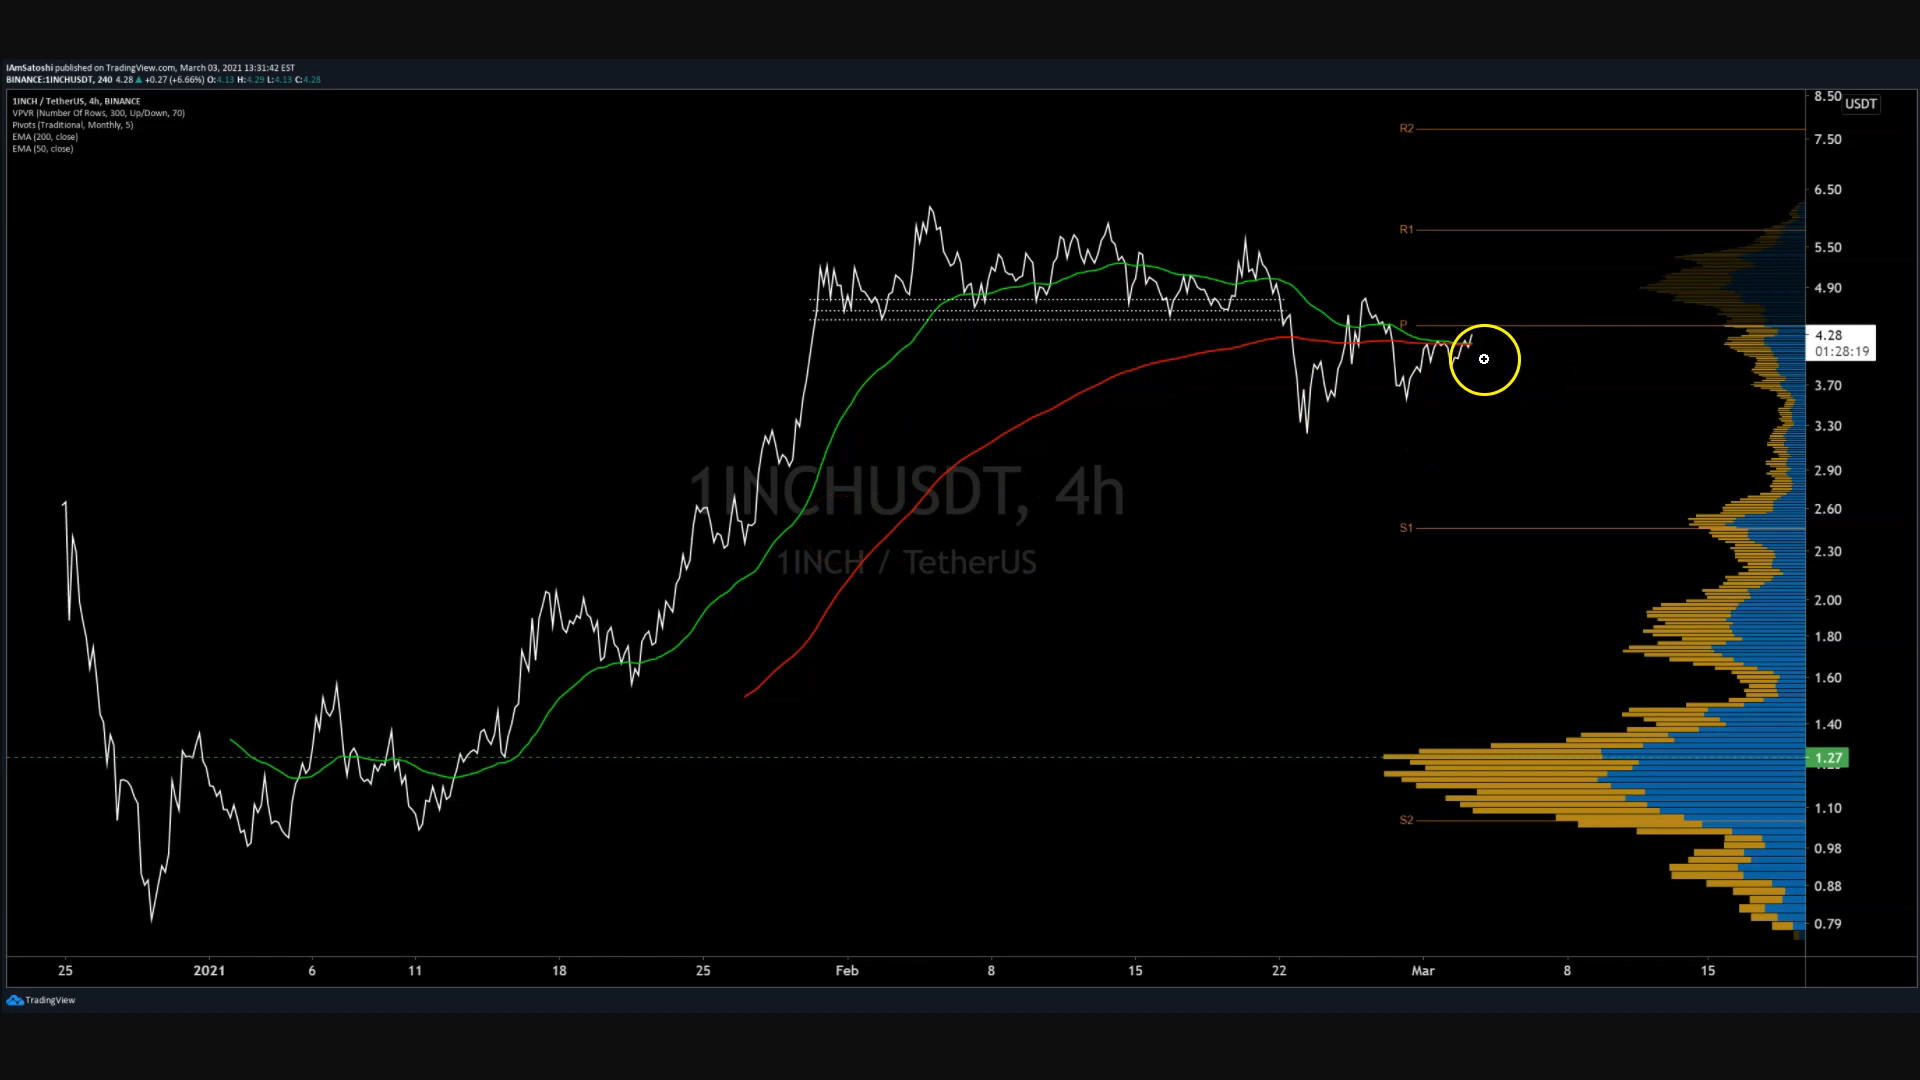 IAmSatoshi published on TradingView.com, March 03, 2021 13:31:42 EST
BINANCE:1INCHUSDT, 240 4.28 ▲ +0.27 (+6.66%) O:4.13 H:4.29 L:4.13 C:4.28
1INCH / TetherUS, 4h, BINANCE
VPVR (Number Of Rows, 300, Up/Down, 70)
Pivots (Traditional, Monthly, 5)
EMA (200, close)
EMA (50, close)
8.50 USDT
R2
7.50
6.50
R1
5.50
4.90
P
4.28
01:28:19
3.70
3.30
2.90
1INCHUSDT, 4h
2.60
S1
2.30
1INCH / TetherUS
2.00
1.80
1.60
1.40
1.27
1.10
S2
0.98
0.88
0.79
25 2021 6 11 18 25 Feb 8 15 22 Mar 8 15
TradingView